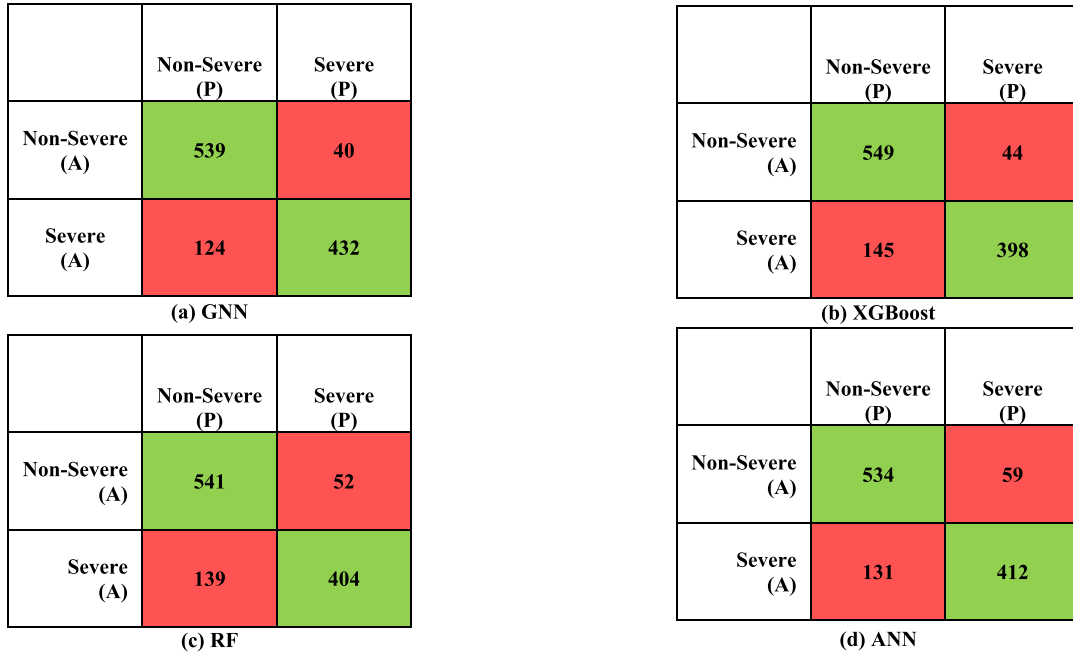 Non-Severe Severe
(P) (P)
Non-Severe
(A) 539 40
Severe
(A) 124 432
(a) GNN
Non-Severe Severe
(P) (P)
Non-Severe
(A) 549 44
Severe
(A) 145 398
(b) XGBoost
Non-Severe Severe
(P) (P)
Non-Severe
(A) 541 52
Severe
(A) 139 404
(c) RF
Non-Severe Severe
(P) (P)
Non-Severe
(A) 534 59
Severe
(A) 131 412
(d) ANN